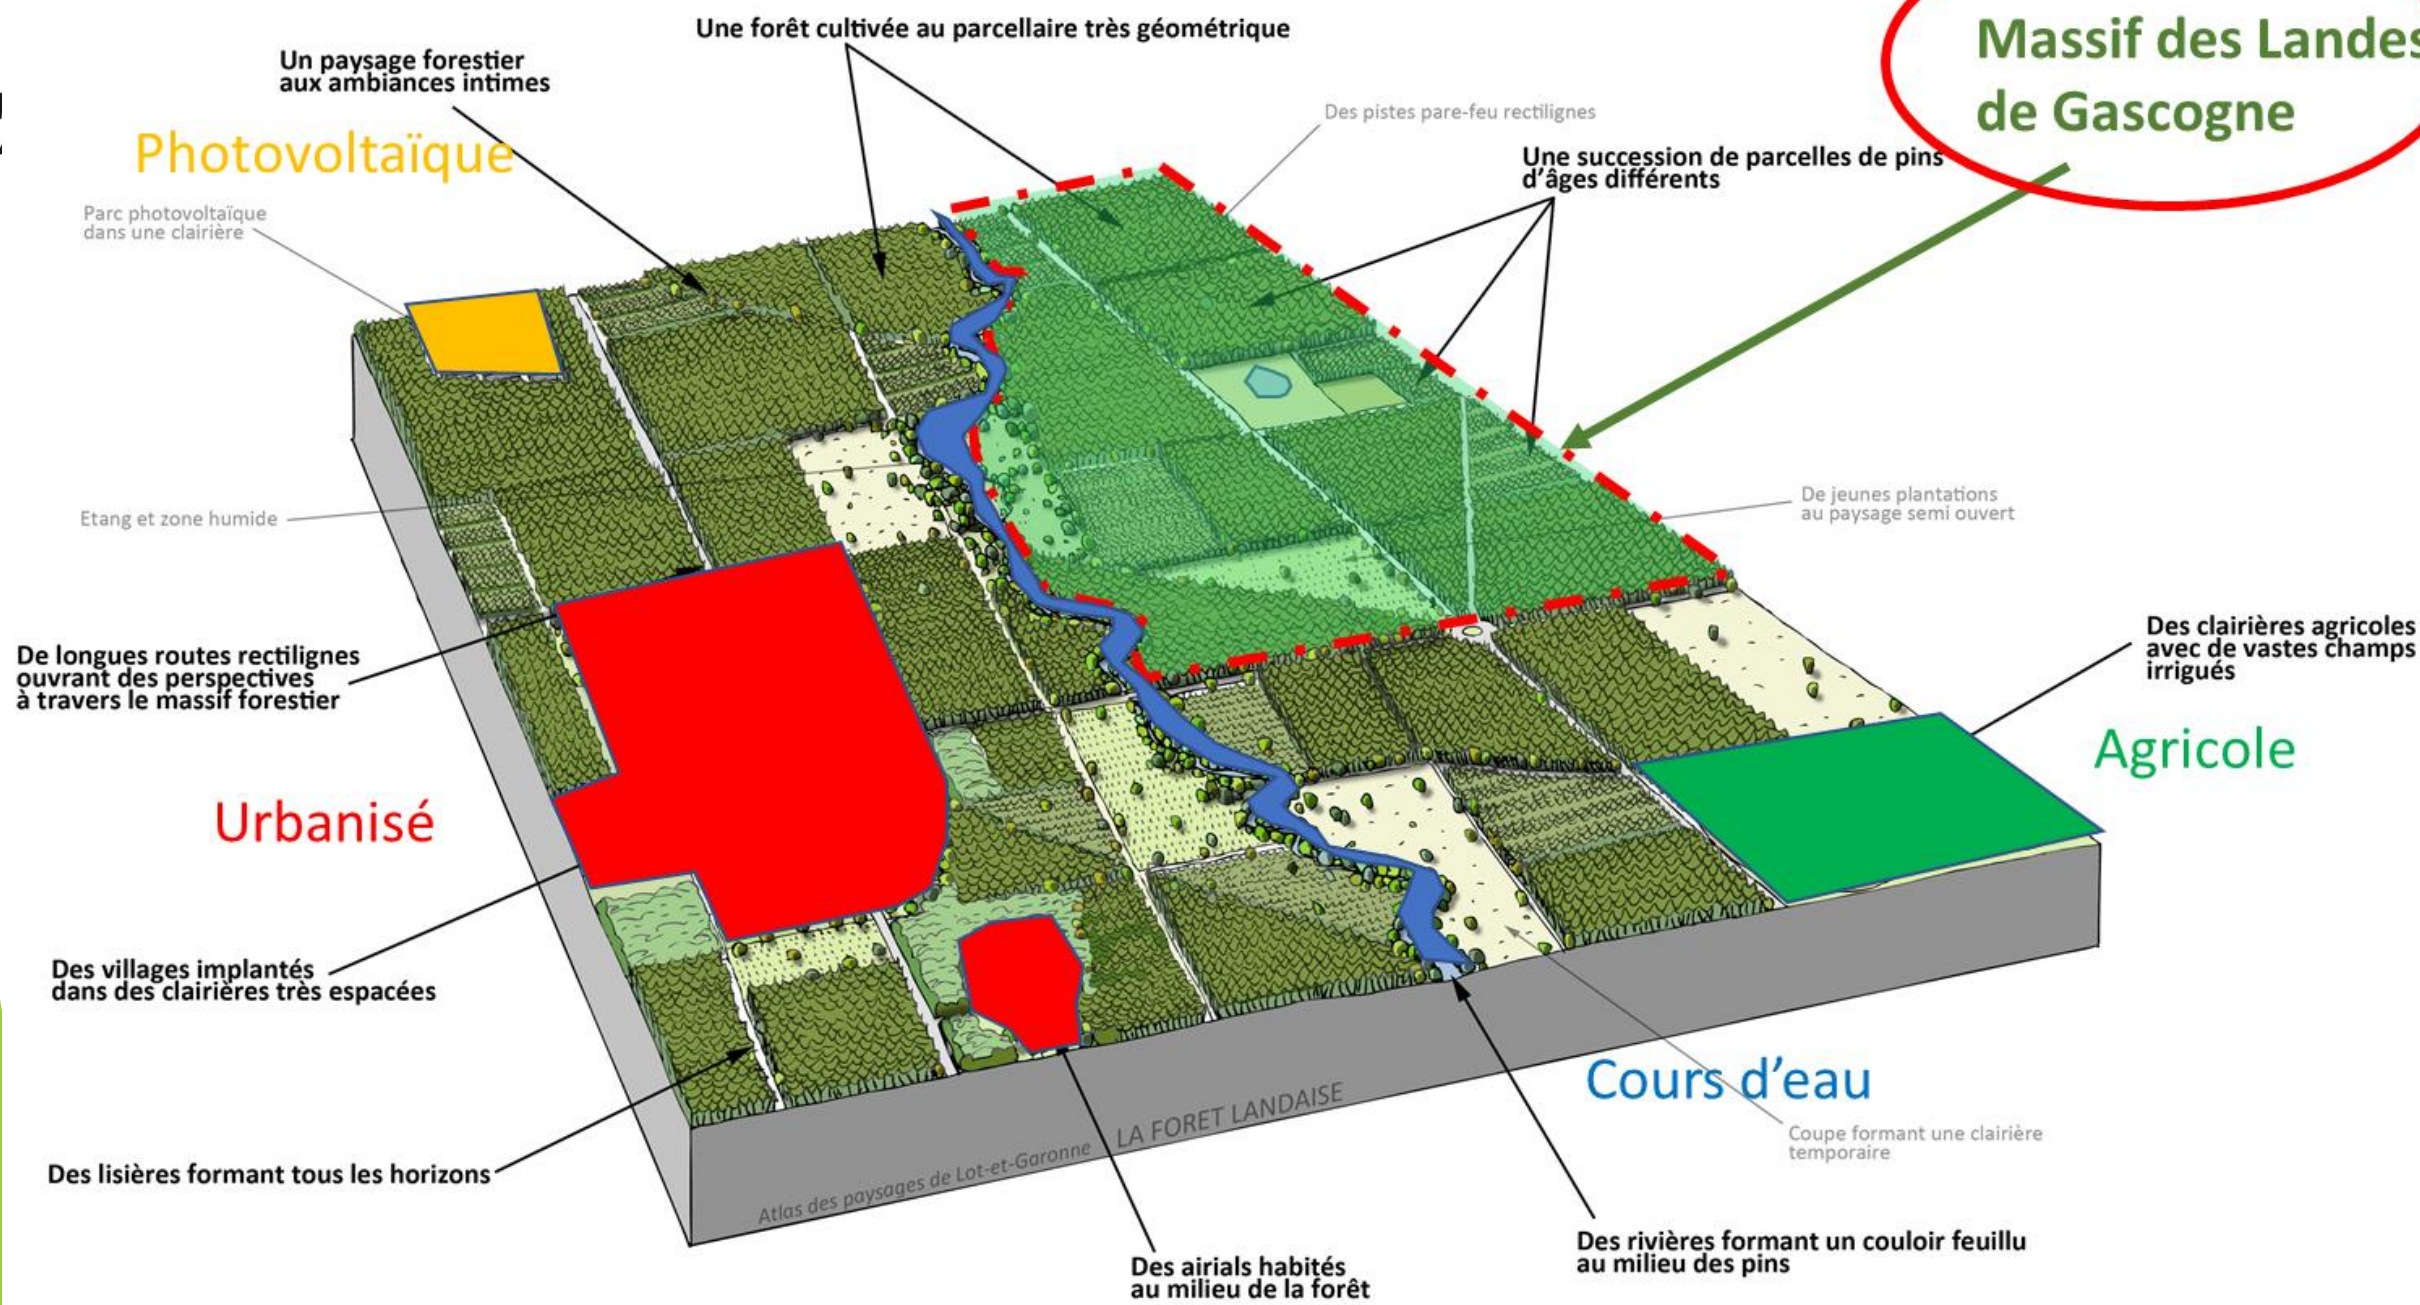 Une forêt cultivée au parcellaire très géométrique
Massif des Landes
de Gascogne
Un paysage forestier
aux ambiances intimes
Des pistes pare-feu rectilignes
Photovoltaïque
Une succession de parcelles de pins
d'âges différents
Parc photovoltaïque
dans une clairière
Etang et zone humide
De jeunes plantations
au paysage semi ouvert
De longues routes rectilignes
ouvrant des perspectives
à travers le massif forestier
Des clairières agricoles
avec de vastes champs
irrigués
Agricole
Urbanisé
Des villages implantés
dans des clairières très espacées
Cours d'eau
Coupe formant une clairière
temporaire
Des lisières formant tous les horizons
Atlas des paysages de Lot-et-Garonne LA FORET LANDAISE
Des airials habités
au milieu de la forêt
Des rivières formant un couloir feuillu
au milieu des pins